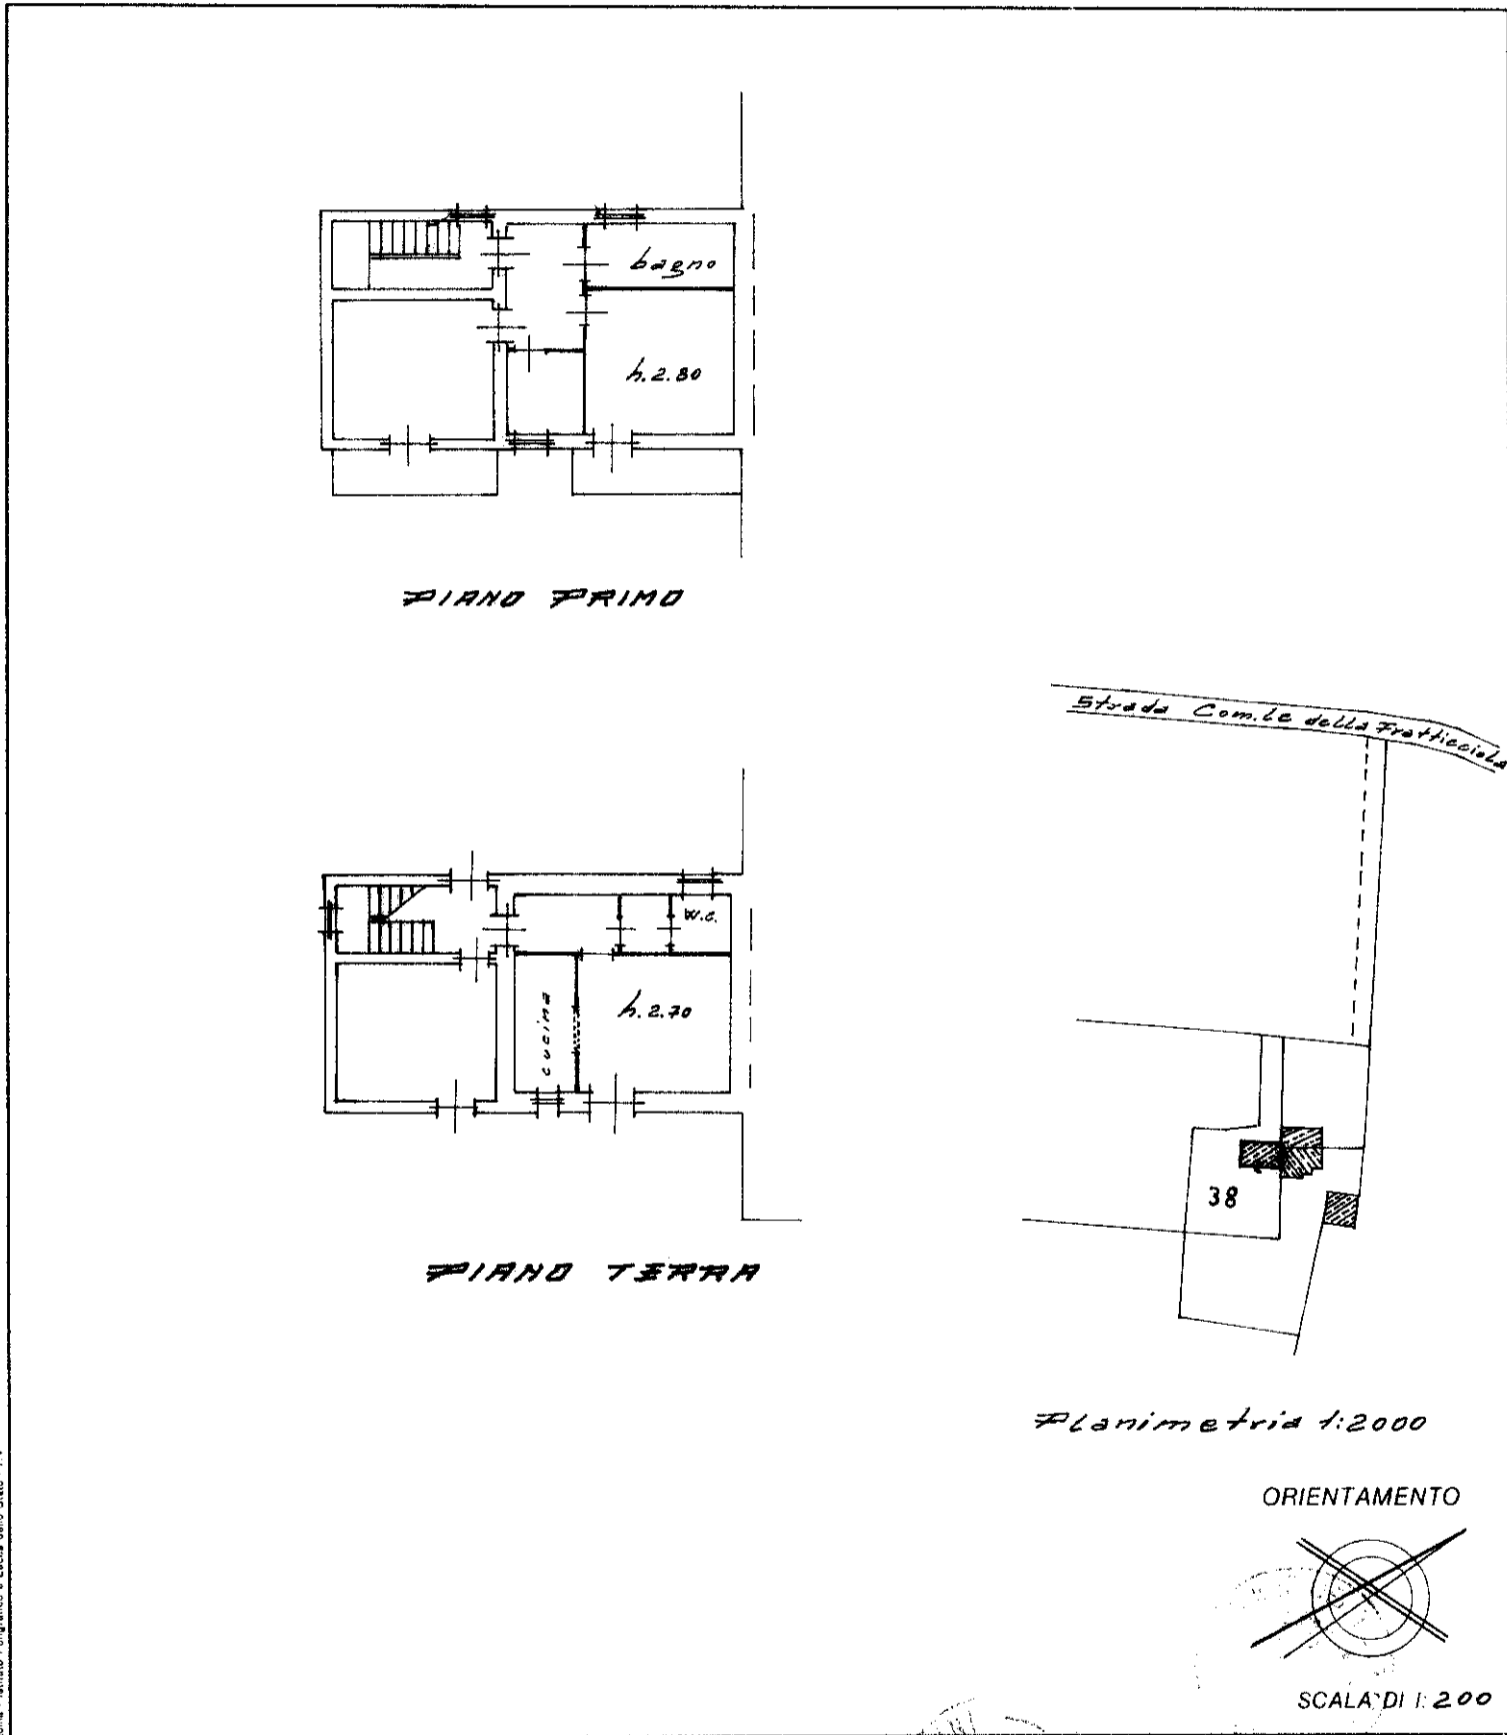 bagno
h. 2.80
PIANO PRIMO
Strada Com.le della Fratticciola
W.C.
cucina
h. 2.70
38
PIANO TERRA
Planimetria 1:2000
ORIENTAMENTO
SCALA DI 1: 200